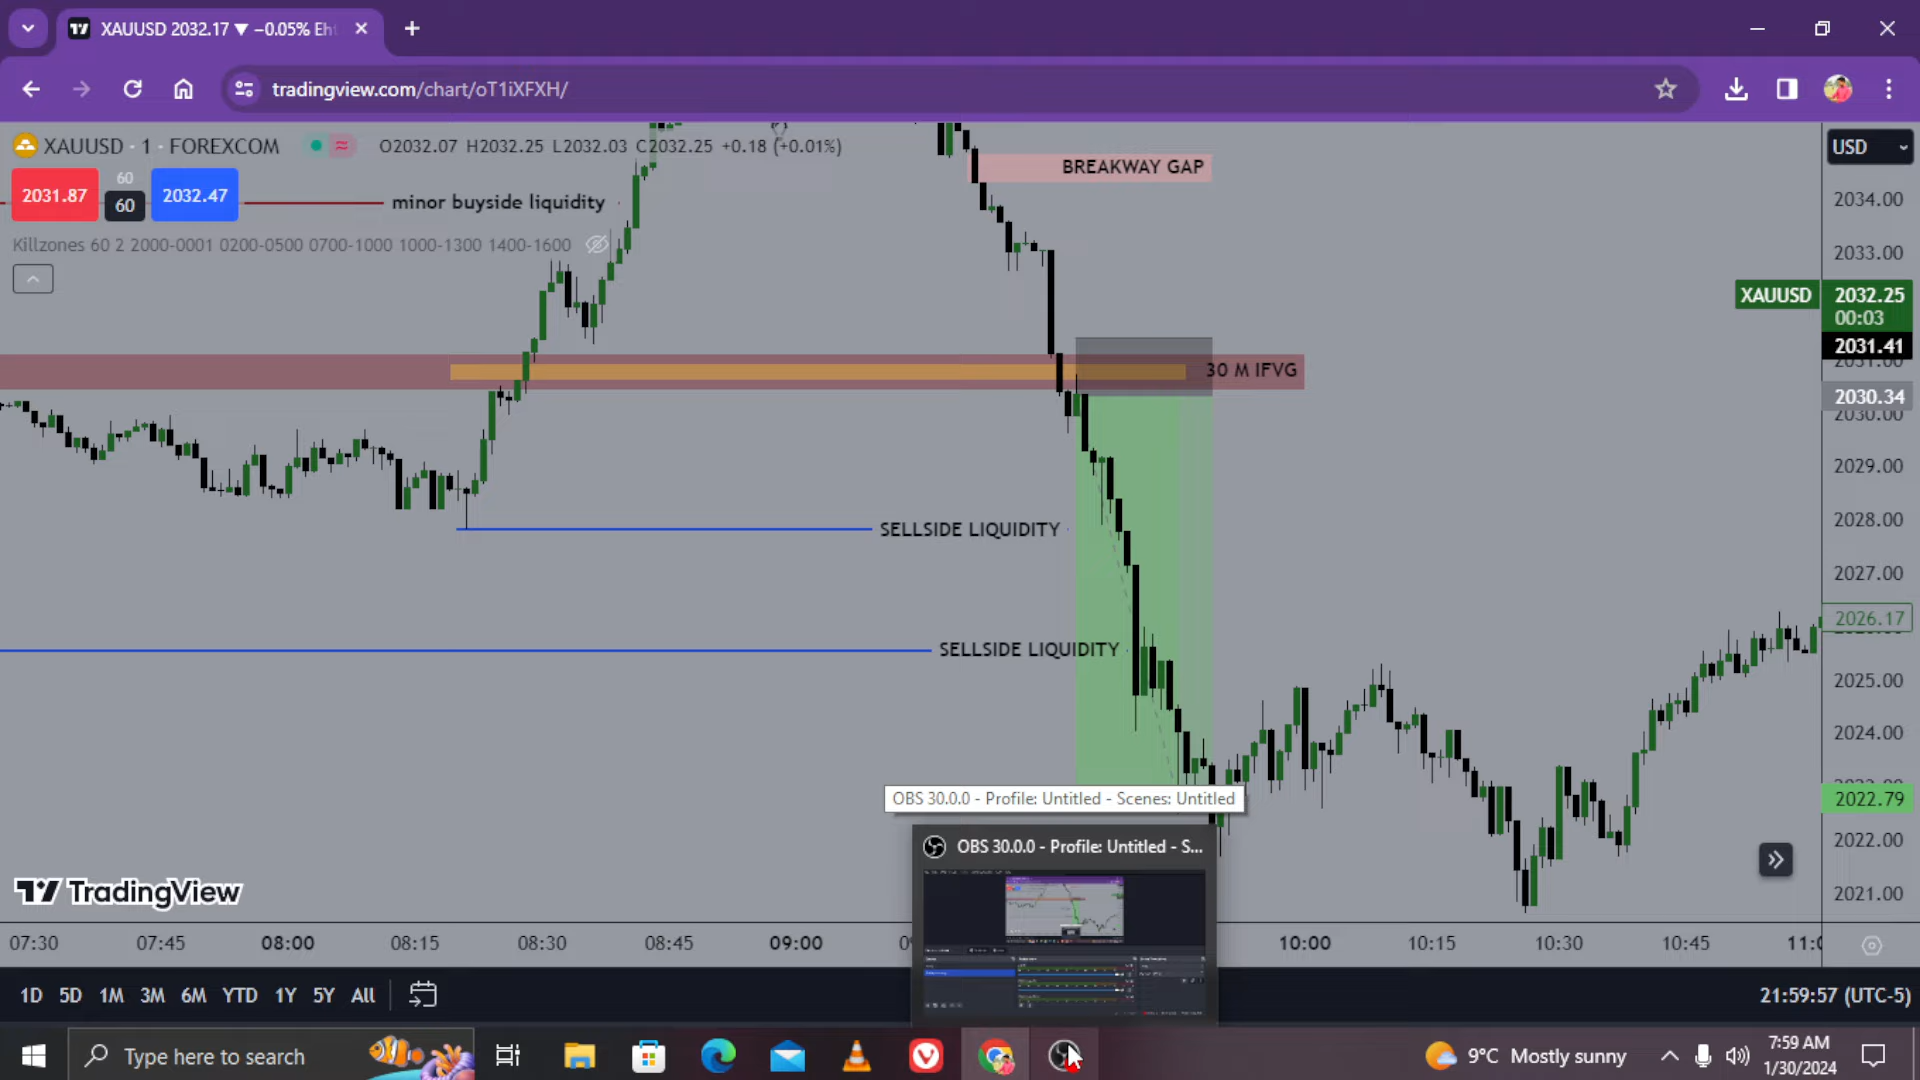 XAUUSD 2032.17 ▼ −0.05% Eh
tradingview.com/chart/oT1iXFXH/
XAUUSD · 1 · FOREXCOM
O2032.07 H2032.25 L2032.03 C2032.25 +0.18 (+0.01%)
USD
2031.87
60
60
2032.47
minor buyside liquidity
BREAKWAY GAP
Killzones 60 2 2000-0001 0200-0500 0700-1000 1000-1300 1400-1600
2034.00
2033.00
XAUUSD
2032.25
00:03
2031.41
2031.00
30 M IFVG
2030.34
2030.00
2029.00
2028.00
SELLSIDE LIQUIDITY
2027.00
2026.17
SELLSIDE LIQUIDITY
2025.00
2024.00
2022.79
OBS 30.0.0 - Profile: Untitled - Scenes: Untitled
2022.00
OBS 30.0.0 - Profile: Untitled - S...
TradingView
2021.00
07:30 07:45 08:00 08:15 08:30 08:45 09:00 10:00 10:15 10:30 10:45 11:0
1D 5D 1M 3M 6M YTD 1Y 5Y All
21:59:57 (UTC-5)
Type here to search
9°C Mostly sunny
7:59 AM
1/30/2024